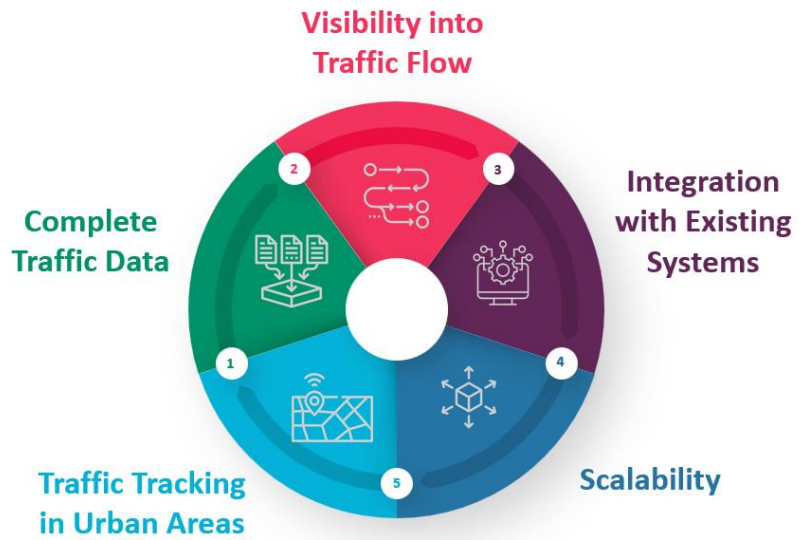 Visibility into
Traffic Flow
2
3
Integration
with Existing
Systems
Complete
Traffic Data
1
4
Scalability
Traffic Tracking
in Urban Areas
5